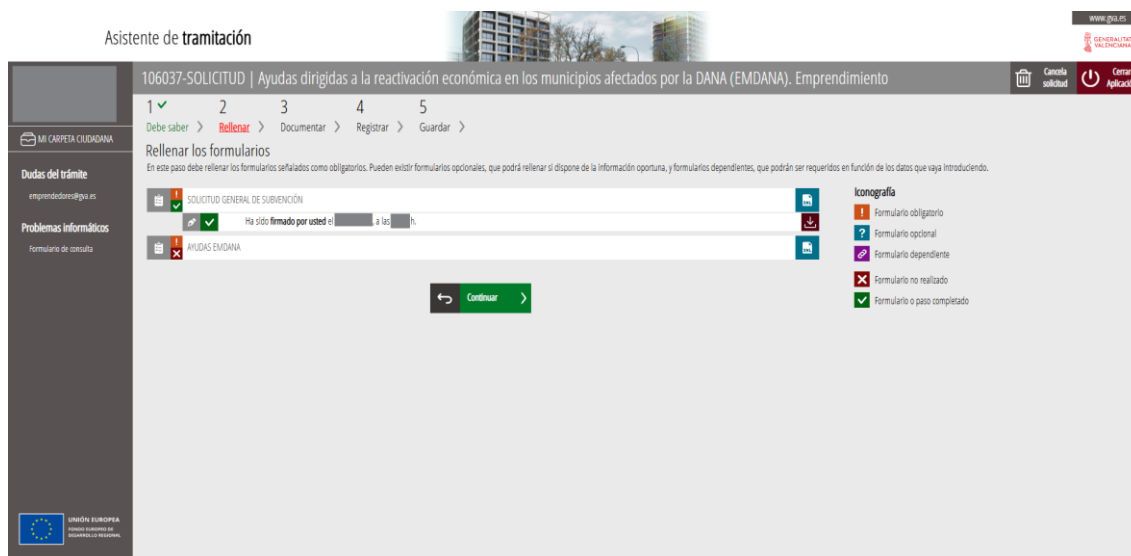 www.gva.es
Asistente de tramitación
GENERALITAT
VALENCIANA
106037-SOLICITUD | Ayudas dirigidas a la reactivación económica en los municipios afectados por la DANA (EMDANA). Emprendimiento
Cancela
solicitud
Cerrar
Aplicació
1 2 3 4 5
Debe saber > Rellenar > Documentar > Registrar > Guardar >
MI CARPETA CIUDADANA
Rellenar los formularios
En este paso debe rellenar los formularios señalados como obligatorios. Pueden existir formularios opcionales, que podrá rellenar si dispone de la información oportuna, y formularios dependientes, que podrán ser requeridos en función de los datos que vaya introduciendo.
Dudas del trámite
emprendedores@gva.es
Problemas informáticos
Formulario de consulta
SOLICITUD GENERAL DE SUBVENCIÓN
Ha sido firmado por usted el , a las h.
AYUDAS EMDANA
Continuar
Iconografía
Formulario obligatorio
Formulario opcional
Formulario dependiente
Formulario no realizado
Formulario o paso completado
UNIÓN EUROPEA
FONDO EUROPEO DE
DESARROLLO REGIONAL